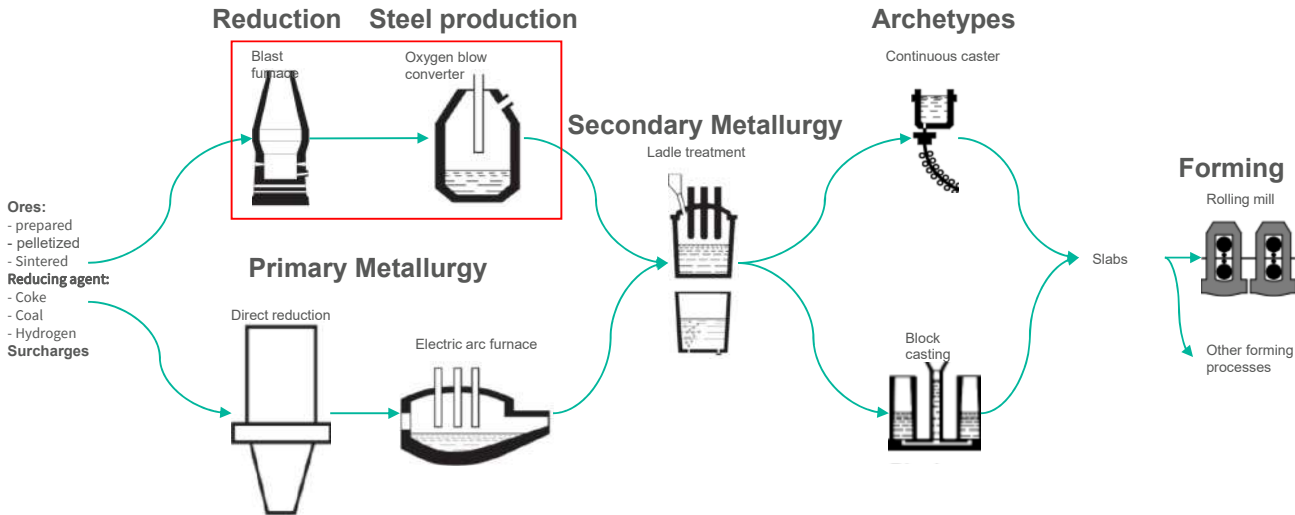 Reduction
Steel production
Archetypes
Blast
furnace
Oxygen blow
converter
Continuous caster
Secondary Metallurgy
Ladle treatment
Forming
Rolling mill
Ores:
- prepared
- pelletized
- Sintered
Reducing agent:
- Coke
- Coal
- Hydrogen
Surcharges
Primary Metallurgy
Direct reduction
Electric arc furnace
Slabs
Block
casting
Other forming
processes